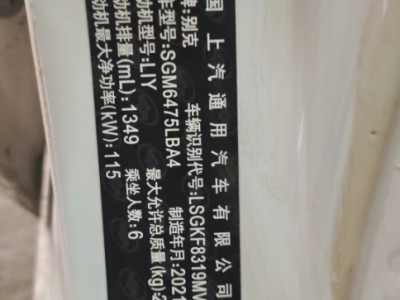 国 上汽通用汽车有限公司
牌:别克
车型号:SGM6475LBA4
车辆识别代号:LSGKF8319MV
动机型号:LIY
制造年月:2021
动机排量(mL):1349
最大允许总质量(kg):
动机最大净功率(kW):115
乘坐人数:6